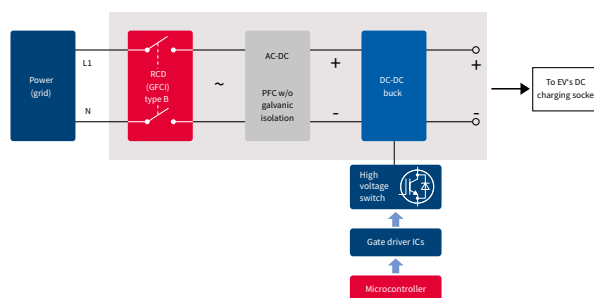 Power
(grid)
L1
N
RCD
(GFCI)
type B
~
AC-DC
PFC w/o
galvanic
isolation
+
-
DC-DC
buck
+
-
To EV's DC
charging socke
High
voltage
switch
Gate driver ICs
Microcontroller